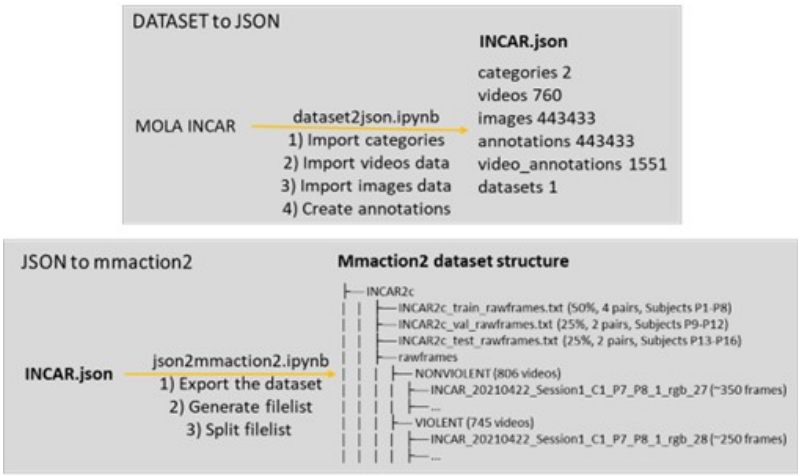 DATASET to JSON
MOLA INCAR
dataset2json.ipynb
1) Import categories
2) Import videos data
3) Import images data
4) Create annotations
INCAR.json
categories 2
videos 760
images 443433
annotations 443433
video_annotations 1551
datasets 1
JSON to mmaction2
INCAR.json
json2mmaction2.ipynb
1) Export the dataset
2) Generate filelist
3) Split filelist
Mmaction2 dataset structure
INCAR2c
INCAR2c_train_rawframes.txt (50%, 4 pairs, Subjects P1-P8)
INCAR2c_val_rawframes.txt (25%, 2 pairs, Subjects P9-P12)
INCAR2c_test_rawframes.txt (25%, 2 pairs, Subjects P13-P16)
rawframes
NONVIOLENT (806 videos)
INCAR_20210422_Session1_C1_P7_P8_1_rgb_27 (~350 frames)
...
VIOLENT (745 videos)
INCAR_20210422_Session1_C1_P7_P8_1_rgb_28 (~250 frames)
...